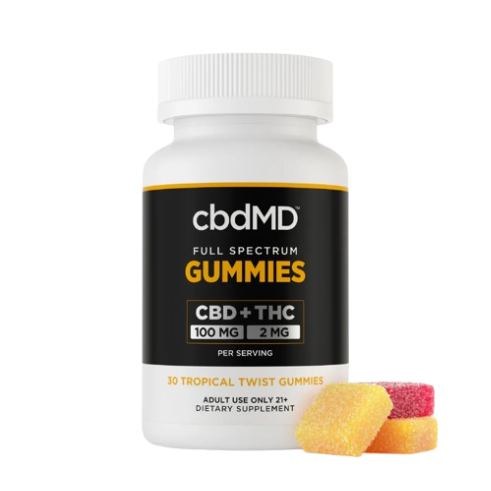 cbdMD™
FULL SPECTRUM
GUMMIES
CBD + THC
100 MG 2 MG
PER SERVING
30 TROPICAL TWIST GUMMIES
ADULT USE ONLY 21+
DIETARY SUPPLEMENT